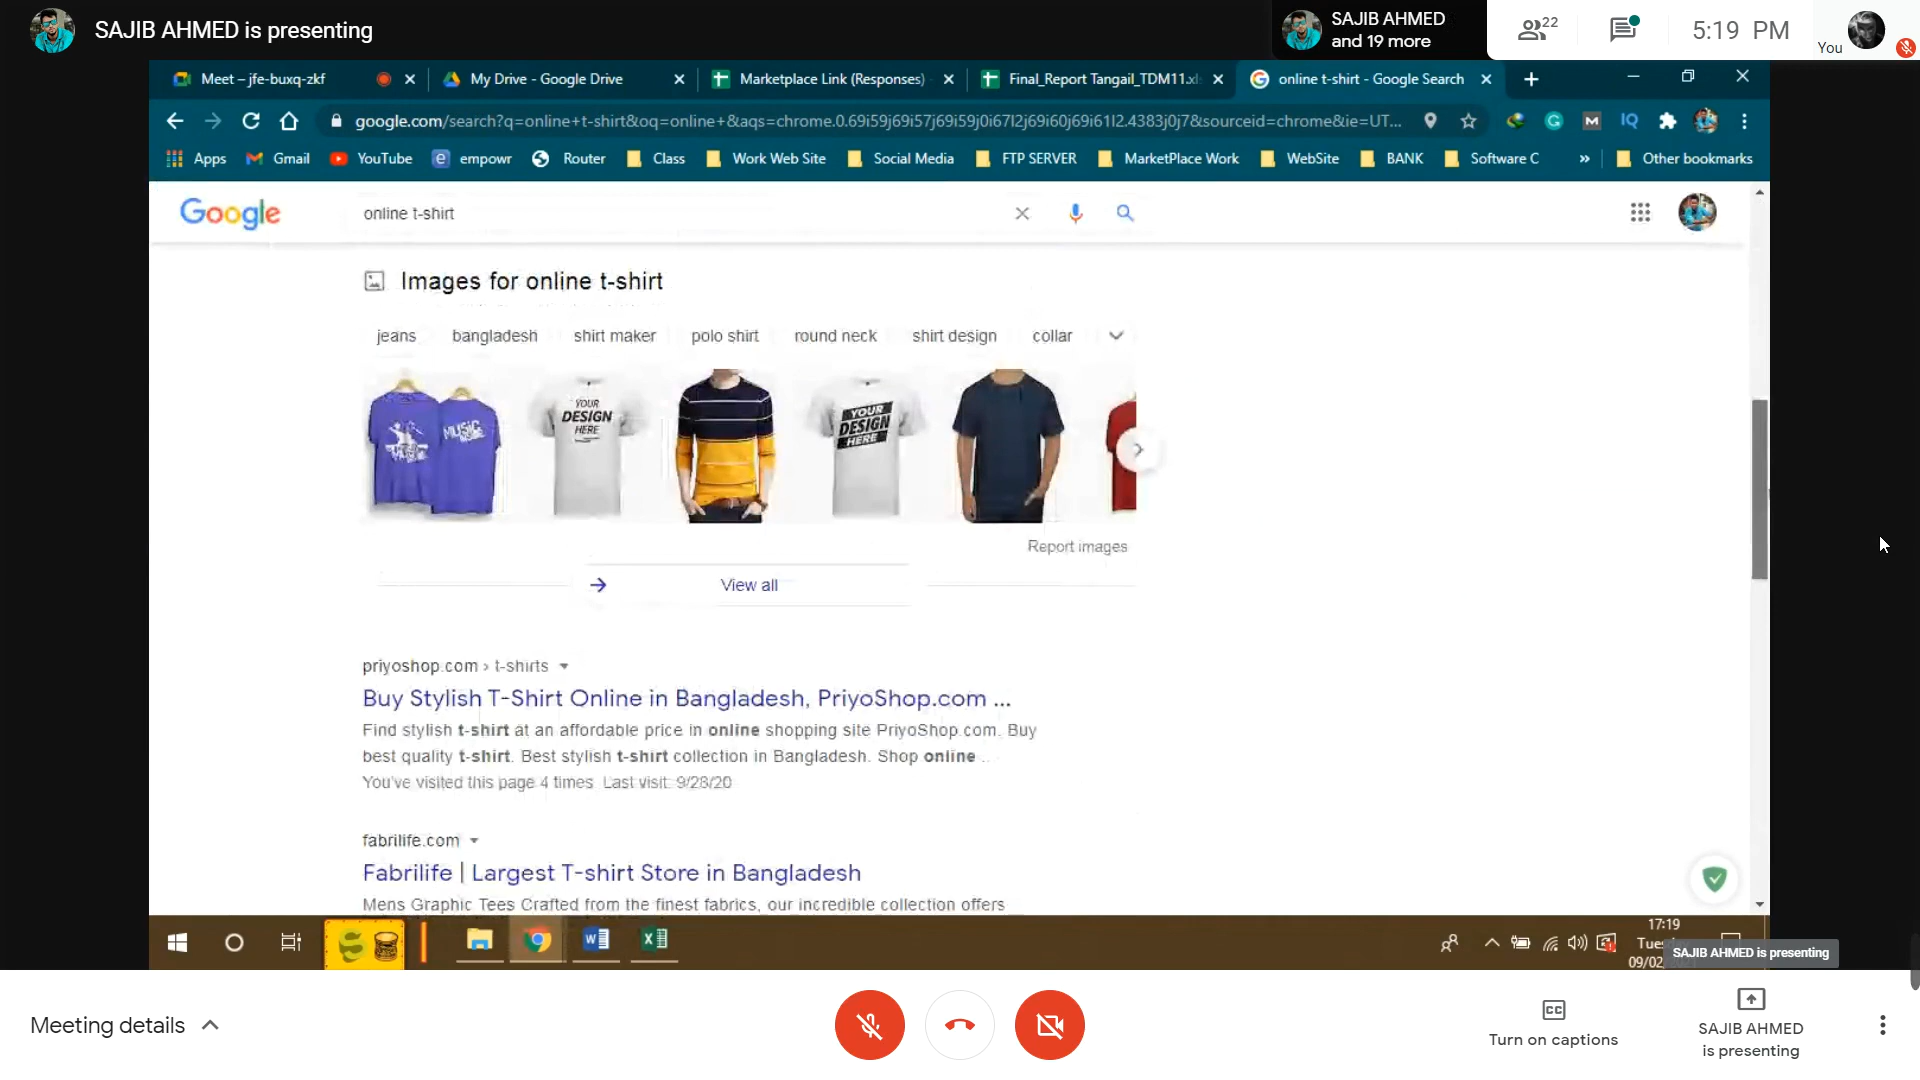 SAJIB AHMED is presenting
SAJIB AHMED
and 19 more
22
5:19 PM
You
Meet – jfe-buxq-zkf
My Drive - Google Drive
Marketplace Link (Responses)
Final_Report Tangail_TDM11.xl
online t-shirt - Google Search
google.com/search?q=online+t-shirt&oq=online+&aqs=chrome.0.69i59j69i57j69i59j0i67l2j69i60j69i61l2.4383j0j7&sourceid=chrome&ie=UT...
M
IQ
Apps
Gmail
YouTube
empowr
Router
Class
Work Web Site
Social Media
FTP SERVER
MarketPlace Work
WebSite
BANK
Software C
»
Other bookmarks
Google
online t-shirt
Images for online t-shirt
jeans
bangladesh
shirt maker
polo shirt
round neck
shirt design
collar
MUSIC
YOUR
DESIGN
HERE
YOUR
DESIGN
HERE
Report images
View all
priyoshop.com › t-shirts
Buy Stylish T-Shirt Online in Bangladesh, PriyoShop.com ...
Find stylish t-shirt at an affordable price in online shopping site PriyoShop.com. Buy
best quality t-shirt. Best stylish t-shirt collection in Bangladesh. Shop online ...
You've visited this page 4 times. Last visit: 9/28/20
fabrilife.com
Fabrilife | Largest T-shirt Store in Bangladesh
Mens Graphic Tees Crafted from the finest fabrics, our incredible collection offers
17:19
Tues
09/02/
SAJIB AHMED is presenting
Meeting details
CC
Turn on captions
SAJIB AHMED
is presenting